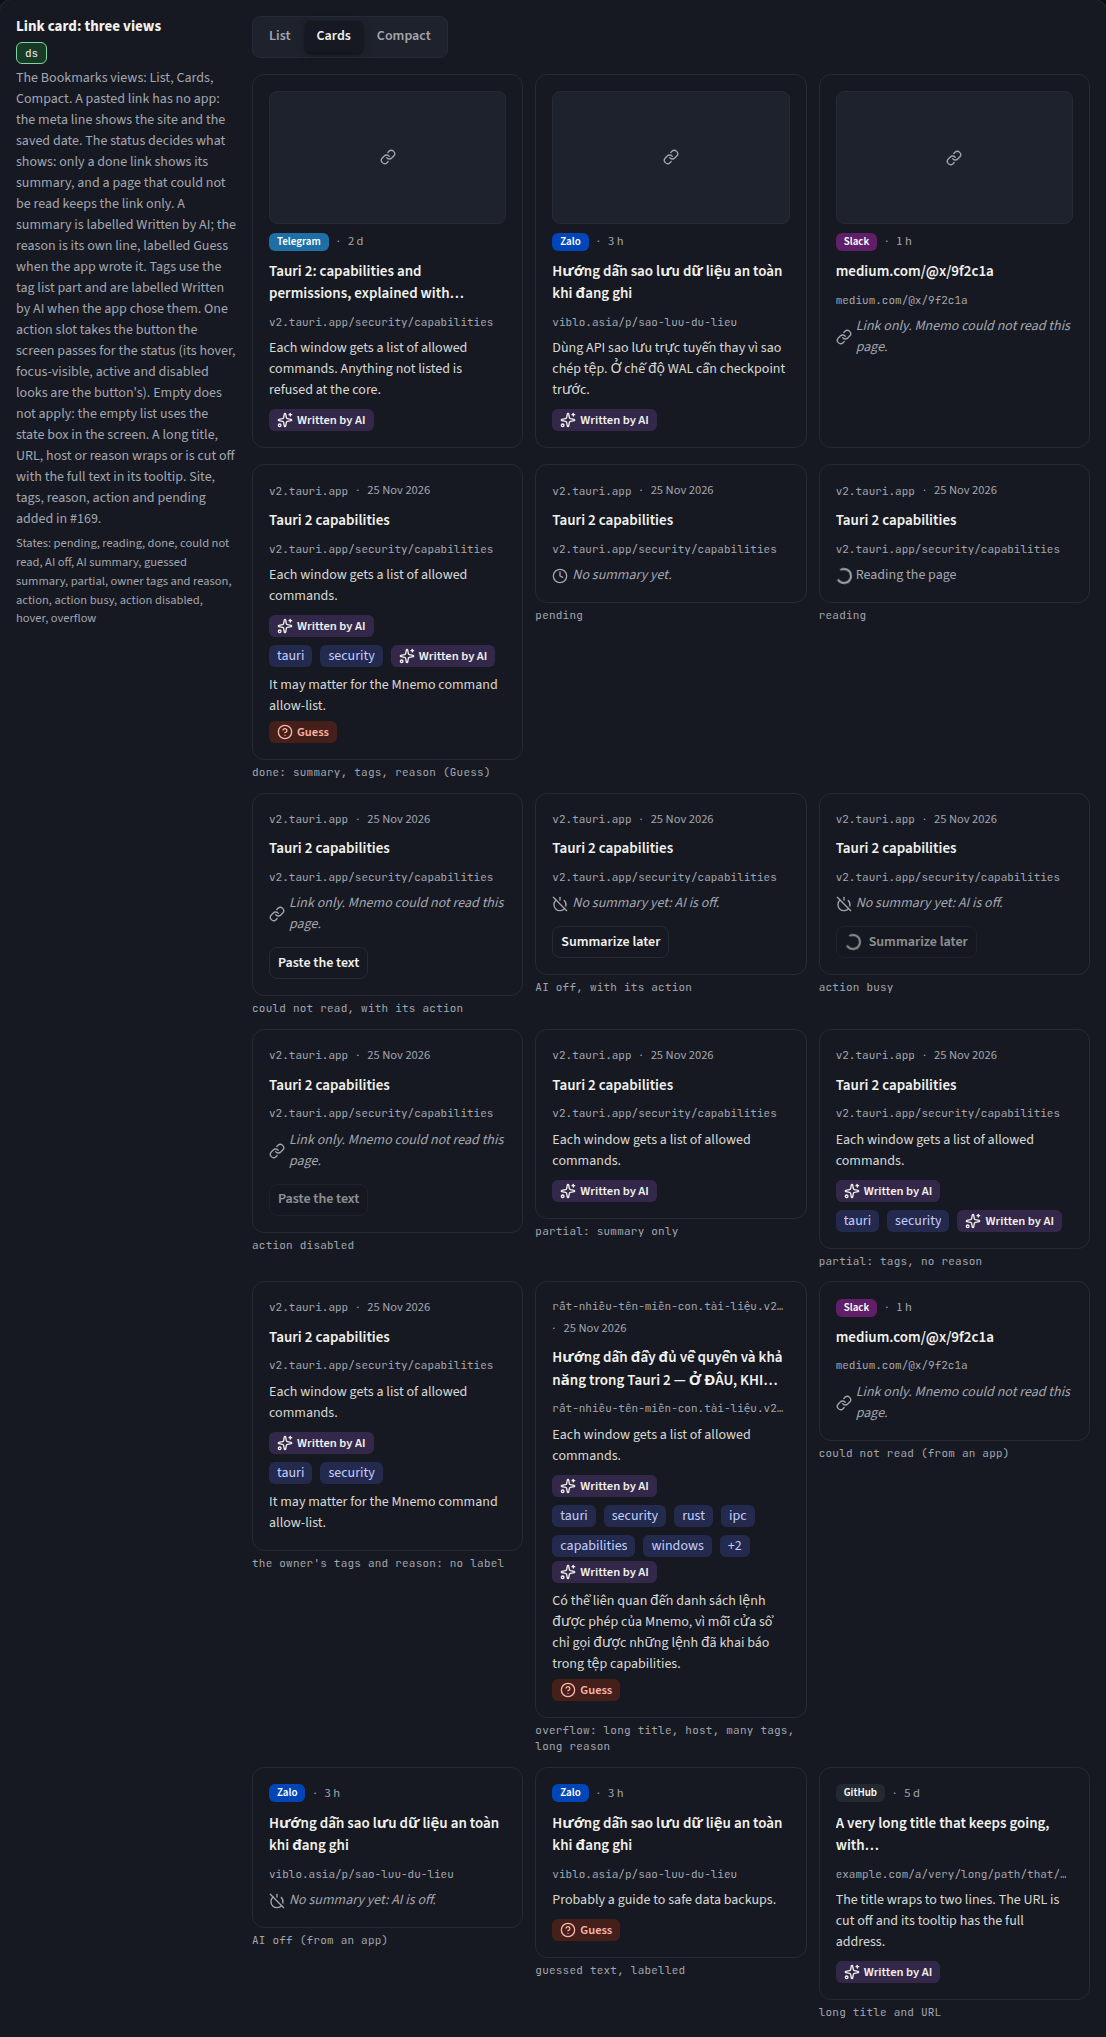 Link card: three views
ds
The Bookmarks views: List, Cards,
Compact. A pasted link has no app:
the meta line shows the site and the
saved date. The status decides what
shows: only a done link shows its
summary, and a page that could not
be read keeps the link only. A
summary is labelled Written by AI; the
reason is its own line, labelled Guess
when the app wrote it. Tags use the
tag list part and are labelled Written
by AI when the app chose them. One
action slot takes the button the
screen passes for the status (its hover,
focus-visible, active and disabled
looks are the button's). Empty does
not apply: the empty list uses the
state box in the screen. A long title,
URL, host or reason wraps or is cut off
with the full text in its tooltip. Site,
tags, reason, action and pending
added in #169.
States: pending, reading, done, could not
read, AI off, AI summary, guessed
summary, partial, owner tags and reason,
action, action busy, action disabled,
hover, overflow
List Cards Compact
Telegram · 2 d
Tauri 2: capabilities and
permissions, explained with…
v2.tauri.app/security/capabilities
Each window gets a list of allowed
commands. Anything not listed is
refused at the core.
Written by AI
Zalo · 3 h
Hướng dẫn sao lưu dữ liệu an toàn
khi đang ghi
viblo.asia/p/sao-luu-du-lieu
Dùng API sao lưu trực tuyến thay vì sao
chép tệp. Ở chế độ WAL cần checkpoint
trước.
Written by AI
Slack · 1 h
medium.com/@x/9f2c1a
medium.com/@x/9f2c1a
Link only. Mnemo could not read this
page.
v2.tauri.app · 25 Nov 2026
Tauri 2 capabilities
v2.tauri.app/security/capabilities
Each window gets a list of allowed
commands.
Written by AI
tauri security Written by AI
It may matter for the Mnemo command
allow-list.
Guess
done: summary, tags, reason (Guess)
v2.tauri.app · 25 Nov 2026
Tauri 2 capabilities
v2.tauri.app/security/capabilities
No summary yet.
pending
v2.tauri.app · 25 Nov 2026
Tauri 2 capabilities
v2.tauri.app/security/capabilities
Reading the page
reading
v2.tauri.app · 25 Nov 2026
Tauri 2 capabilities
v2.tauri.app/security/capabilities
Link only. Mnemo could not read this
page.
Paste the text
could not read, with its action
v2.tauri.app · 25 Nov 2026
Tauri 2 capabilities
v2.tauri.app/security/capabilities
No summary yet: AI is off.
Summarize later
AI off, with its action
v2.tauri.app · 25 Nov 2026
Tauri 2 capabilities
v2.tauri.app/security/capabilities
No summary yet: AI is off.
Summarize later
action busy
v2.tauri.app · 25 Nov 2026
Tauri 2 capabilities
v2.tauri.app/security/capabilities
Link only. Mnemo could not read this
page.
Paste the text
action disabled
v2.tauri.app · 25 Nov 2026
Tauri 2 capabilities
v2.tauri.app/security/capabilities
Each window gets a list of allowed
commands.
Written by AI
partial: summary only
v2.tauri.app · 25 Nov 2026
Tauri 2 capabilities
v2.tauri.app/security/capabilities
Each window gets a list of allowed
commands.
Written by AI
tauri security Written by AI
partial: tags, no reason
v2.tauri.app · 25 Nov 2026
Tauri 2 capabilities
v2.tauri.app/security/capabilities
Each window gets a list of allowed
commands.
Written by AI
tauri security
It may matter for the Mnemo command
allow-list.
the owner's tags and reason: no label
rất-nhiều-tên-miền-con.tài-liệu.v2…
· 25 Nov 2026
Hướng dẫn đầy đủ về quyền và khả
năng trong Tauri 2 — Ở ĐÂU, KHI…
rất-nhiều-tên-miền-con.tài-liệu.v2…
Each window gets a list of allowed
commands.
Written by AI
tauri security rust ipc
capabilities windows +2
Written by AI
Có thể liên quan đến danh sách lệnh
được phép của Mnemo, vì mỗi cửa sổ
chỉ gọi được những lệnh đã khai báo
trong tệp capabilities.
Guess
overflow: long title, host, many tags,
long reason
Slack · 1 h
medium.com/@x/9f2c1a
medium.com/@x/9f2c1a
Link only. Mnemo could not read this
page.
could not read (from an app)
Zalo · 3 h
Hướng dẫn sao lưu dữ liệu an toàn
khi đang ghi
viblo.asia/p/sao-luu-du-lieu
No summary yet: AI is off.
AI off (from an app)
Zalo · 3 h
Hướng dẫn sao lưu dữ liệu an toàn
khi đang ghi
viblo.asia/p/sao-luu-du-lieu
Probably a guide to safe data backups.
Guess
guessed text, labelled
GitHub · 5 d
A very long title that keeps going,
with…
example.com/a/very/long/path/that/…
The title wraps to two lines. The URL is
cut off and its tooltip has the full
address.
Written by AI
long title and URL